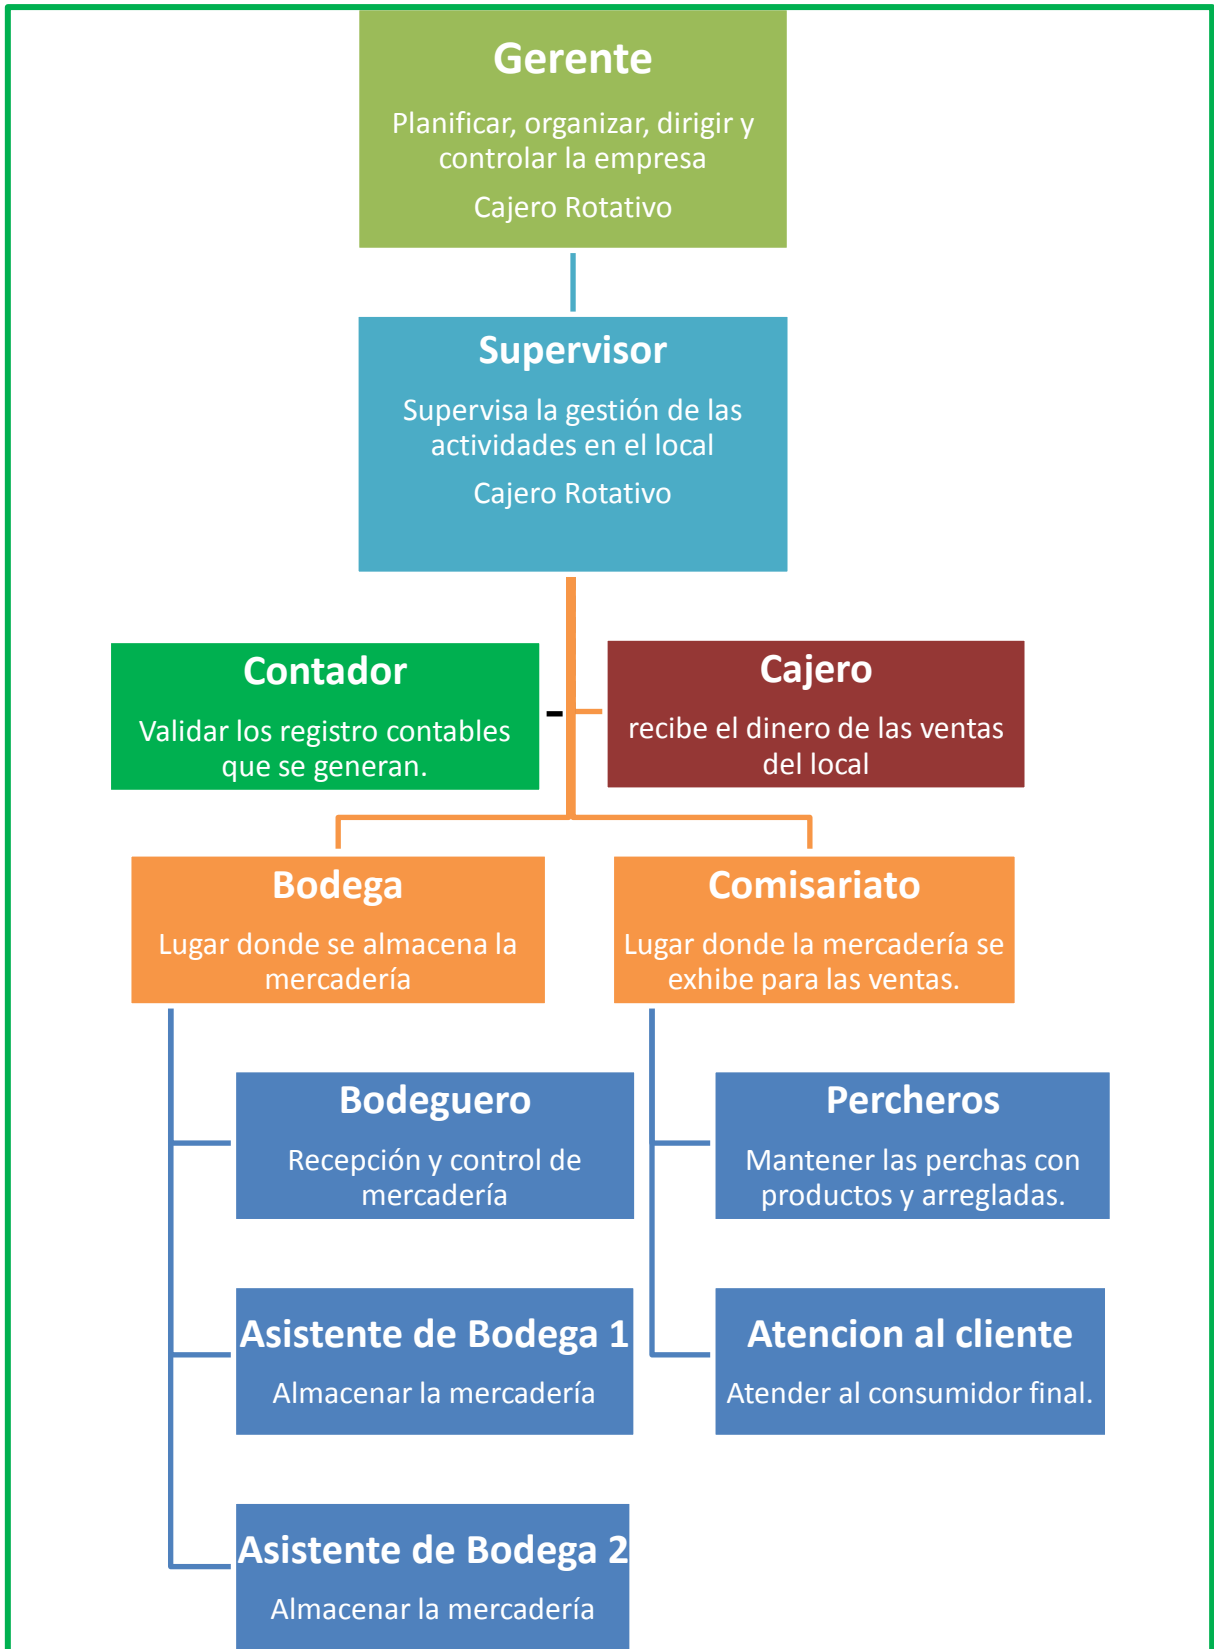 Gerente
Planificar, organizar, dirigir y
controlar la empresa
Cajero Rotativo
Supervisor
Supervisa la gestión de las
actividades en el local
Cajero Rotativo
Contador
Validar los registro contables
que se generan.
-
Cajero
recibe el dinero de las ventas
del local
Bodega
Lugar donde se almacena la
mercadería
Comisariato
Lugar donde la mercadería se
exhibe para las ventas.
Bodeguero
Recepción y control de
mercadería
Percheros
Mantener las perchas con
productos y arregladas.
Asistente de Bodega 1
Almacenar la mercadería
Atencion al cliente
Atender al consumidor final.
Asistente de Bodega 2
Almacenar la mercadería